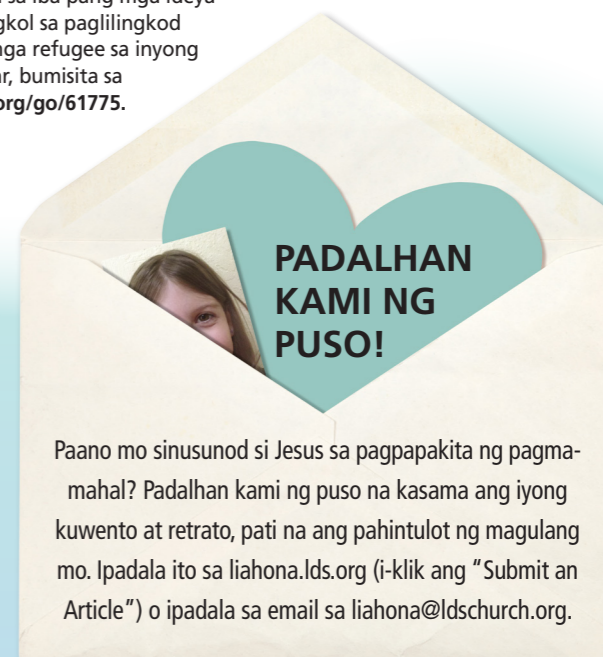 sa iba pang mga ideya
gkol sa paglilingkod
nga refugee sa inyong
ar, bumisita sa
org/go/61775.
PADALHAN
KAMI NG
PUSO!
Paano mo sinusunod si Jesus sa pagpapakita ng pagma-
mahal? Padalhan kami ng puso na kasama ang iyong
kuwento at retrato, pati na ang pahintulot ng magulang
mo. Ipadala ito sa liahona.lds.org (i-klik ang “Submit an
Article”) o ipadala sa email sa liahona@ldschurch.org.